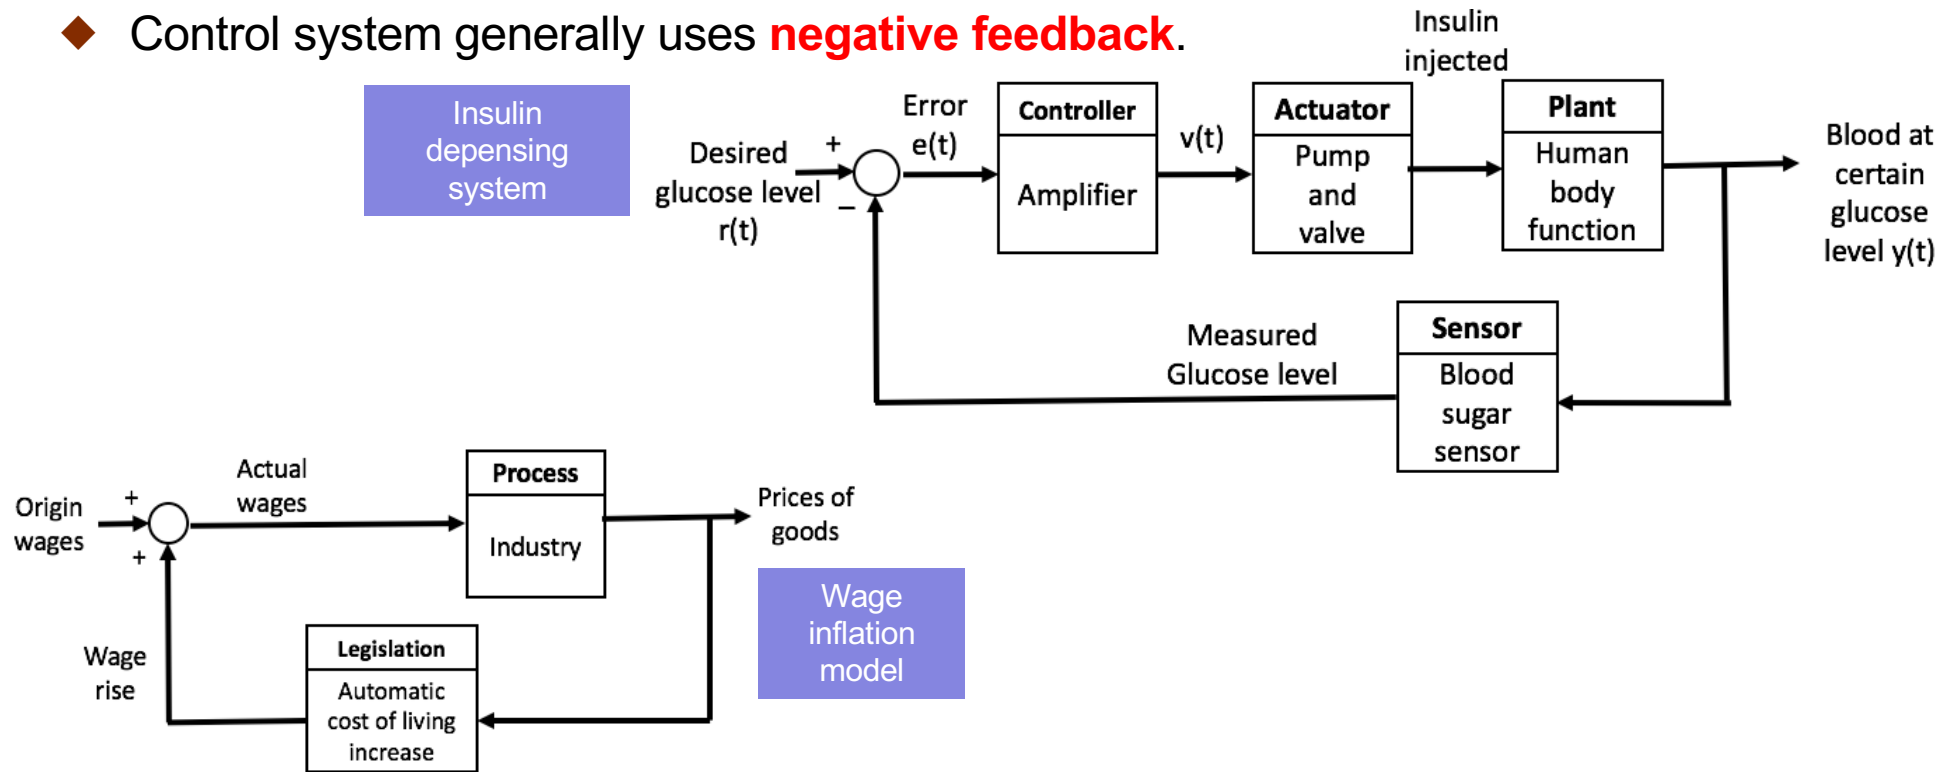 ◆ Control system generally uses negative feedback.
Insulin
depensing
system
Desired
glucose level
r(t)
+
–
Error
e(t)
Controller
Amplifier
v(t)
Actuator
Pump
and
valve
Insulin
injected
Plant
Human
body
function
Blood at
certain
glucose
level y(t)
Measured
Glucose level
Sensor
Blood
sugar
sensor
Origin
wages
+
+
Actual
wages
Process
Industry
Prices of
goods
Wage
rise
Legislation
Automatic
cost of living
increase
Wage
inflation
model